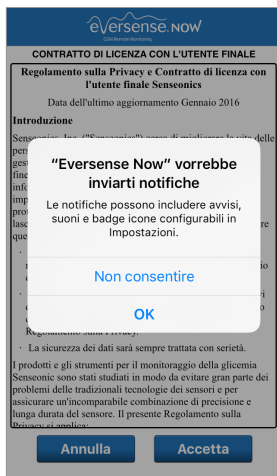 eversense. NOW
CGM Remote Monitoring
CONTRATTO DI LICENZA CON L'UTENTE FINALE
Regolamento sulla Privacy e Contratto di licenza con
l'utente finale Senseonics
Data dell'ultimo aggiornamento Gennaio 2016
Introduzione
"Eversense Now" vorrebbe
inviarti notifiche
Le notifiche possono includere avvisi,
suoni e badge icone configurabili in
Impostazioni.
Non consentire
OK
Regolamento sulla Privacy.
· La sicurezza dei dati sarà sempre trattata con serietà.
I prodotti e gli strumenti per il monitoraggio della glicemia
Senseonic sono stati studiati in modo da evitare gran parte dei
problemi delle tradizionali tecnologie dei sensori e per
assicurare un'incomparabile combinazione di precisione e
lunga durata del sensore. Il presente Regolamento sulla
Privacy si applica:
Annulla
Accetta